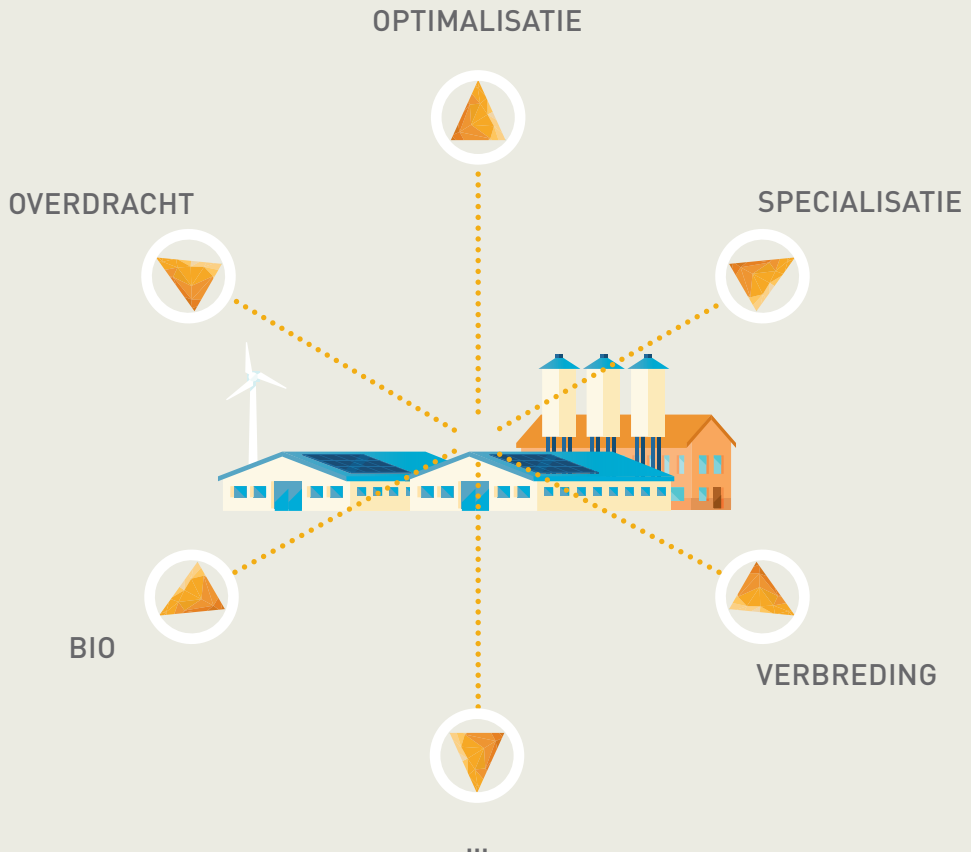 OPTIMALISATIE
OVERDRACHT
SPECIALISATIE
BIO
VERBREDING
...